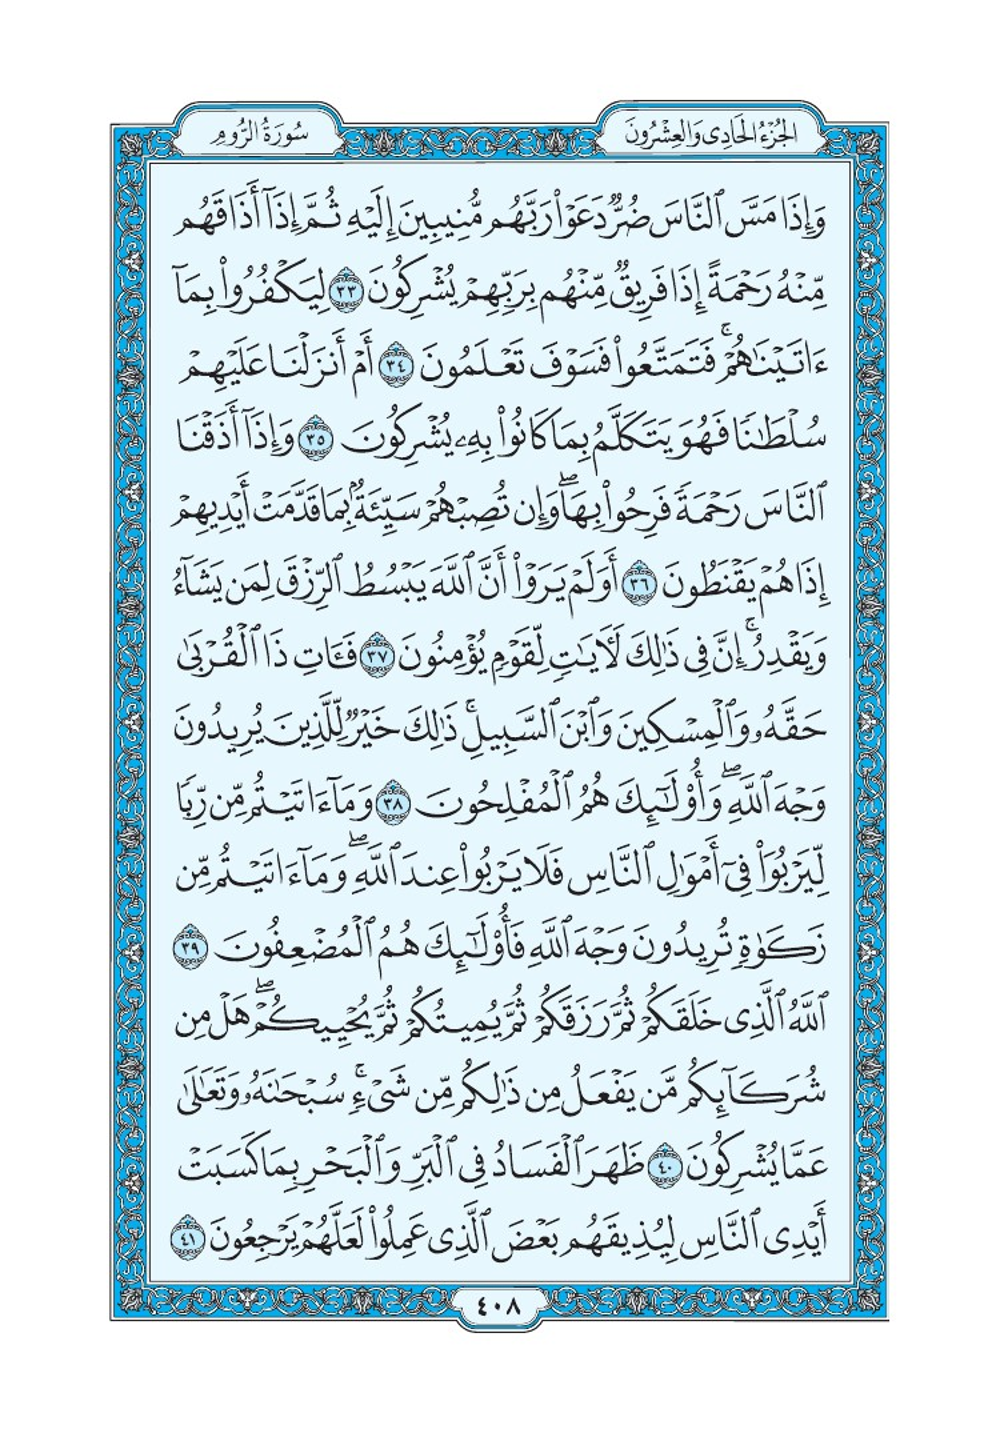 الجُزْءُ الحَادِى وَالعِشْرُونَ
سُورَةُ الرُّومِ
وَإِذَا مَسَّ ٱلنَّاسَ ضُرٌّ دَعَوْا۟ رَبَّهُم مُّنِيبِينَ إِلَيْهِ ثُمَّ إِذَآ أَذَاقَهُم
مِّنْهُ رَحْمَةً إِذَا فَرِيقٌ مِّنْهُم بِرَبِّهِمْ يُشْرِكُونَ ٣٣ لِيَكْفُرُوا۟ بِمَآ
ءَاتَيْنَٰهُمْ ۚ فَتَمَتَّعُوا۟ فَسَوْفَ تَعْلَمُونَ ٣٤ أَمْ أَنزَلْنَا عَلَيْهِمْ
سُلْطَٰنًا فَهُوَ يَتَكَلَّمُ بِمَا كَانُوا۟ بِهِۦ يُشْرِكُونَ ٣٥ وَإِذَآ أَذَقْنَا
ٱلنَّاسَ رَحْمَةً فَرِحُوا۟ بِهَا ۖ وَإِن تُصِبْهُمْ سَيِّئَةٌۢ بِمَا قَدَّمَتْ أَيْدِيهِمْ
إِذَا هُمْ يَقْنَطُونَ ٣٦ أَوَلَمْ يَرَوْا۟ أَنَّ ٱللَّهَ يَبْسُطُ ٱلرِّزْقَ لِمَن يَشَآءُ
وَيَقْدِرُ ۚ إِنَّ فِى ذَٰلِكَ لَءَايَٰتٍ لِّقَوْمٍ يُؤْمِنُونَ ٣٧ فَـَٔاتِ ذَا ٱلْقُرْبَىٰ
حَقَّهُۥ وَٱلْمِسْكِينَ وَٱبْنَ ٱلسَّبِيلِ ۚ ذَٰلِكَ خَيْرٌ لِّلَّذِينَ يُرِيدُونَ
وَجْهَ ٱللَّهِ ۖ وَأُو۟لَٰٓئِكَ هُمُ ٱلْمُفْلِحُونَ ٣٨ وَمَآ ءَاتَيْتُم مِّن رِّبًا
لِّيَرْبُوَا۟ فِىٓ أَمْوَٰلِ ٱلنَّاسِ فَلَا يَرْبُوا۟ عِندَ ٱللَّهِ ۖ وَمَآ ءَاتَيْتُم مِّن
زَكَوٰةٍ تُرِيدُونَ وَجْهَ ٱللَّهِ فَأُو۟لَٰٓئِكَ هُمُ ٱلْمُضْعِفُونَ ٣٩
ٱللَّهُ ٱلَّذِى خَلَقَكُمْ ثُمَّ رَزَقَكُمْ ثُمَّ يُمِيتُكُمْ ثُمَّ يُحْيِيكُمْ ۖ هَلْ مِن
شُرَكَآئِكُم مَّن يَفْعَلُ مِن ذَٰلِكُم مِّن شَىْءٍ ۚ سُبْحَٰنَهُۥ وَتَعَٰلَىٰ
عَمَّا يُشْرِكُونَ ٤٠ ظَهَرَ ٱلْفَسَادُ فِى ٱلْبَرِّ وَٱلْبَحْرِ بِمَا كَسَبَتْ
أَيْدِى ٱلنَّاسِ لِيُذِيقَهُم بَعْضَ ٱلَّذِى عَمِلُوا۟ لَعَلَّهُمْ يَرْجِعُونَ ٤١
٤٠٨